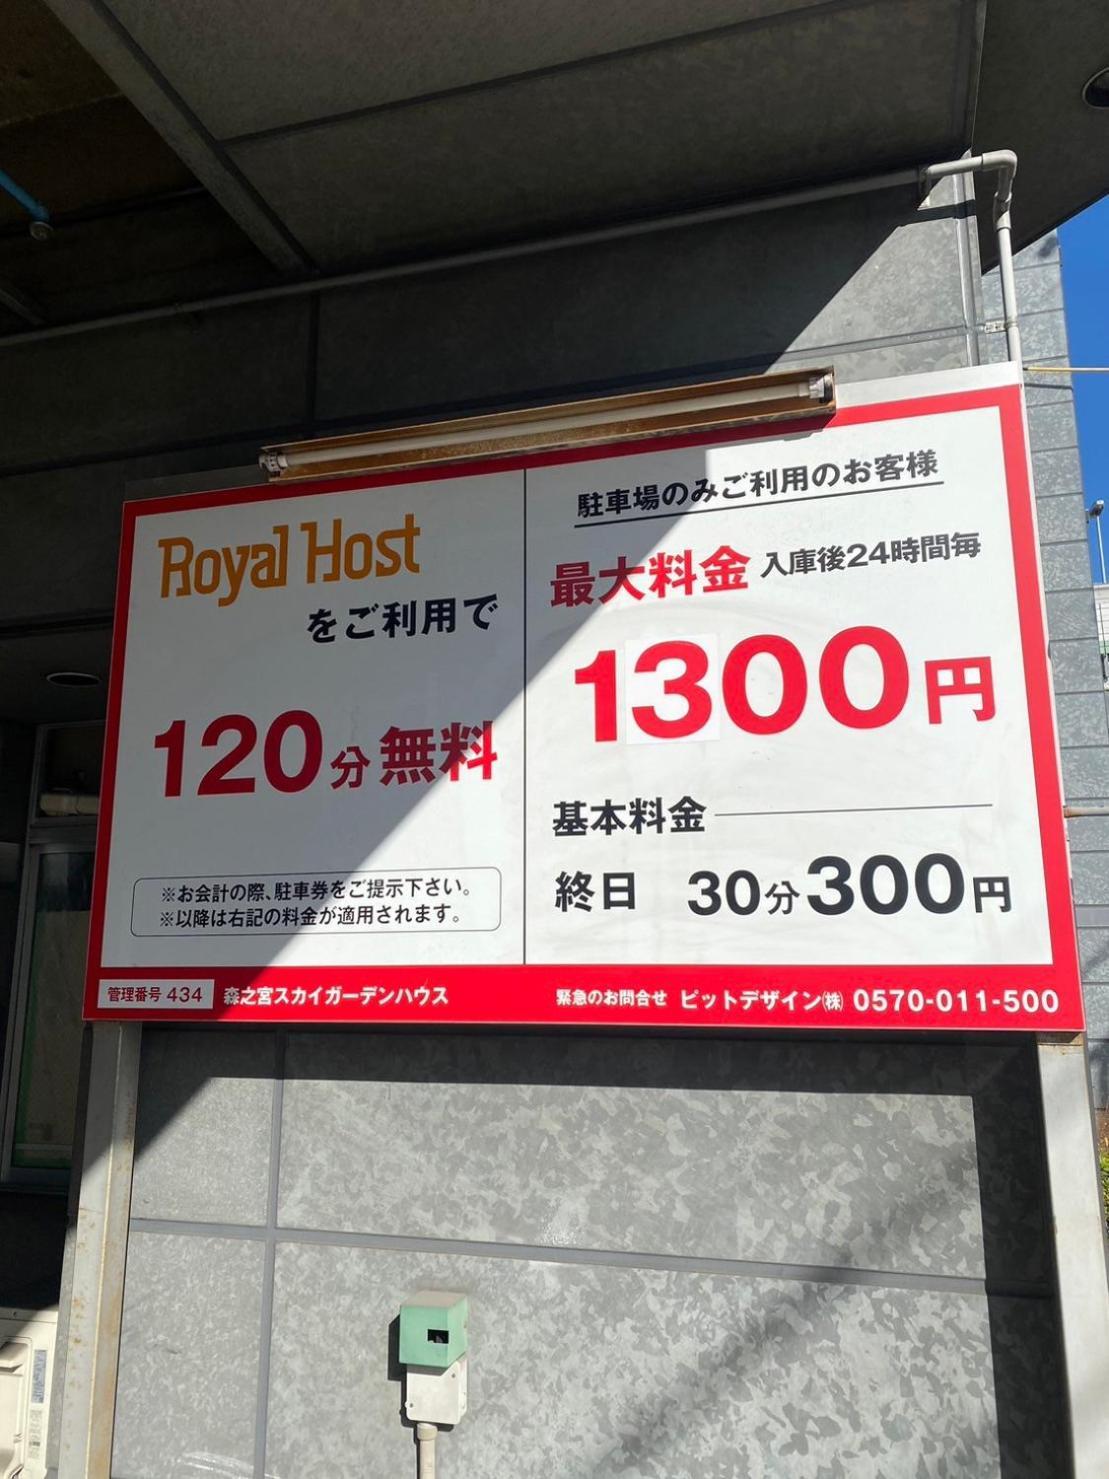 Royal Host
をご利用で
120分無料
※お会計の際、駐車券をご提示下さい。
※以降は右記の料金が適用されます。
駐車場のみご利用のお客様
最大料金 入庫後24時間毎
1300円
基本料金
終日 30分300円
管理番号 434 森之宮スカイガーデンハウス
緊急のお問合せ ピットデザイン㈱ 0570-011-500